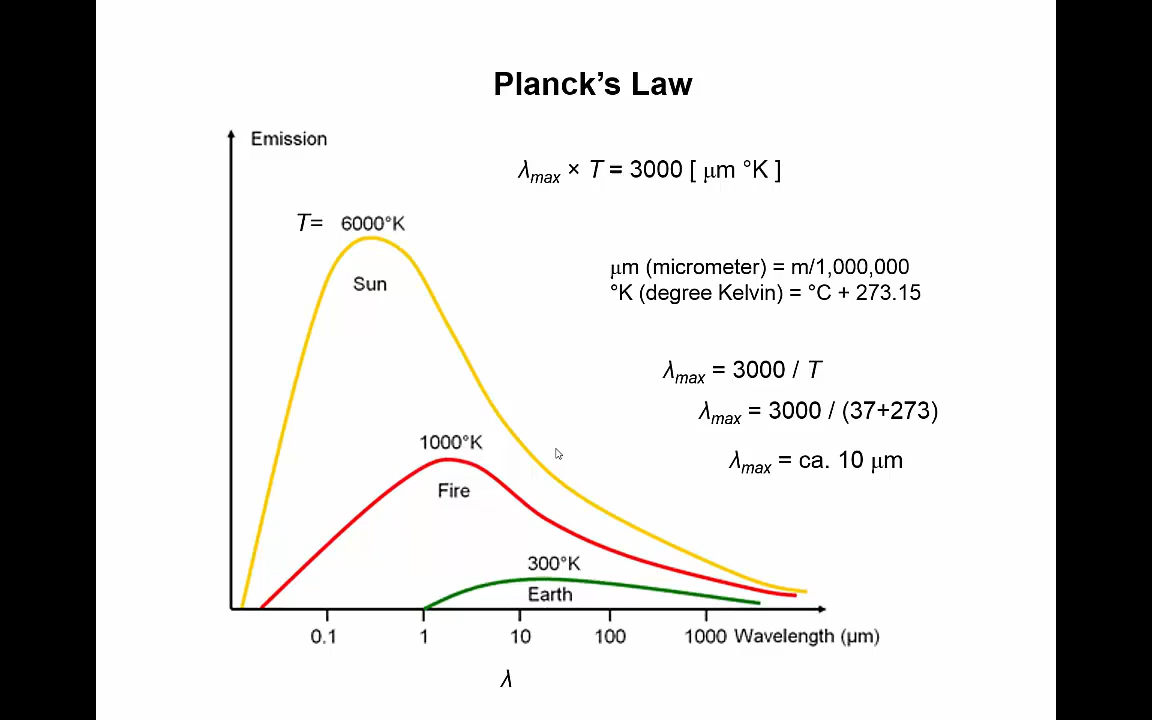 Planck's Law
Emission
λmax × T = 3000 [ μm °K ]
T= 6000°K
Sun
μm (micrometer) = m/1,000,000
°K (degree Kelvin) = °C + 273.15
λmax = 3000 / T
λmax = 3000 / (37+273)
1000°K
λmax = ca. 10 μm
Fire
300°K
Earth
0.1 1 10 100 1000 Wavelength (μm)
λ